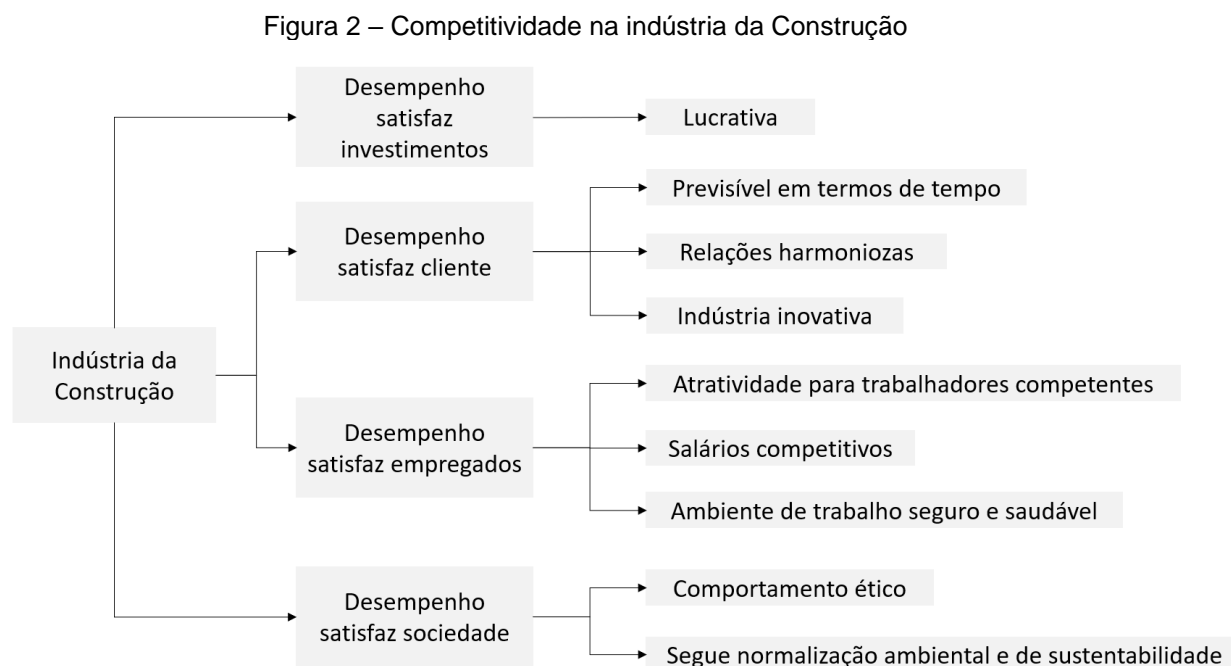 Figura 2 – Competitividade na indústria da Construção
Desempenho
satisfaz
investimentos
Lucrativa
Desempenho
satisfaz cliente
Previsível em termos de tempo
Relações harmoniozas
Indústria inovativa
Indústria da
Construção
Desempenho
satisfaz empregados
Atratividade para trabalhadores competentes
Salários competitivos
Ambiente de trabalho seguro e saudável
Desempenho
satisfaz sociedade
Comportamento ético
Segue normalização ambiental e de sustentabilidade